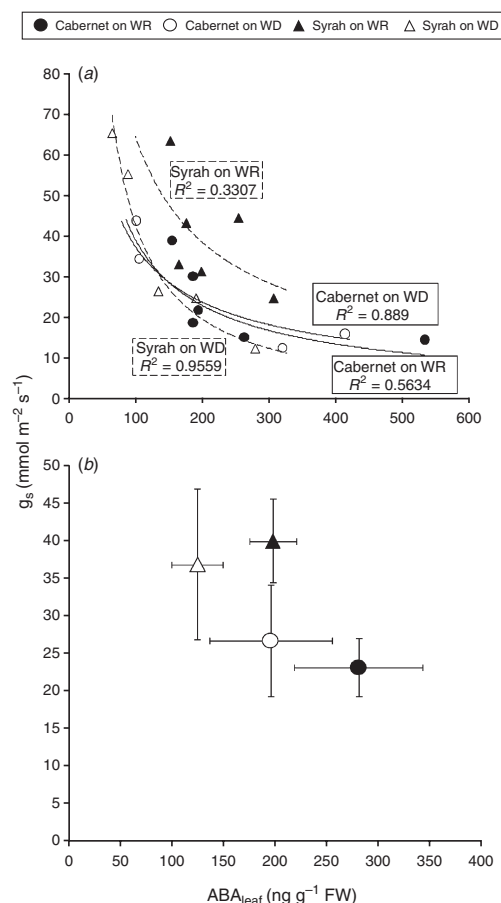 Cabernet on WR Cabernet on WD Syrah on WR Syrah on WD
(a)
80
70
60
50
40
30
20
10
0
Syrah on WR
R² = 0.3307
Cabernet on WD
R² = 0.889
Syrah on WD
R² = 0.9559
Cabernet on WR
R² = 0.5634
0 100 200 300 400 500 600
gs (mmol m⁻² s⁻¹)
(b)
50
45
40
35
30
25
20
15
10
5
0
0 50 100 150 200 250 300 350 400
ABAleaf (ng g⁻¹ FW)